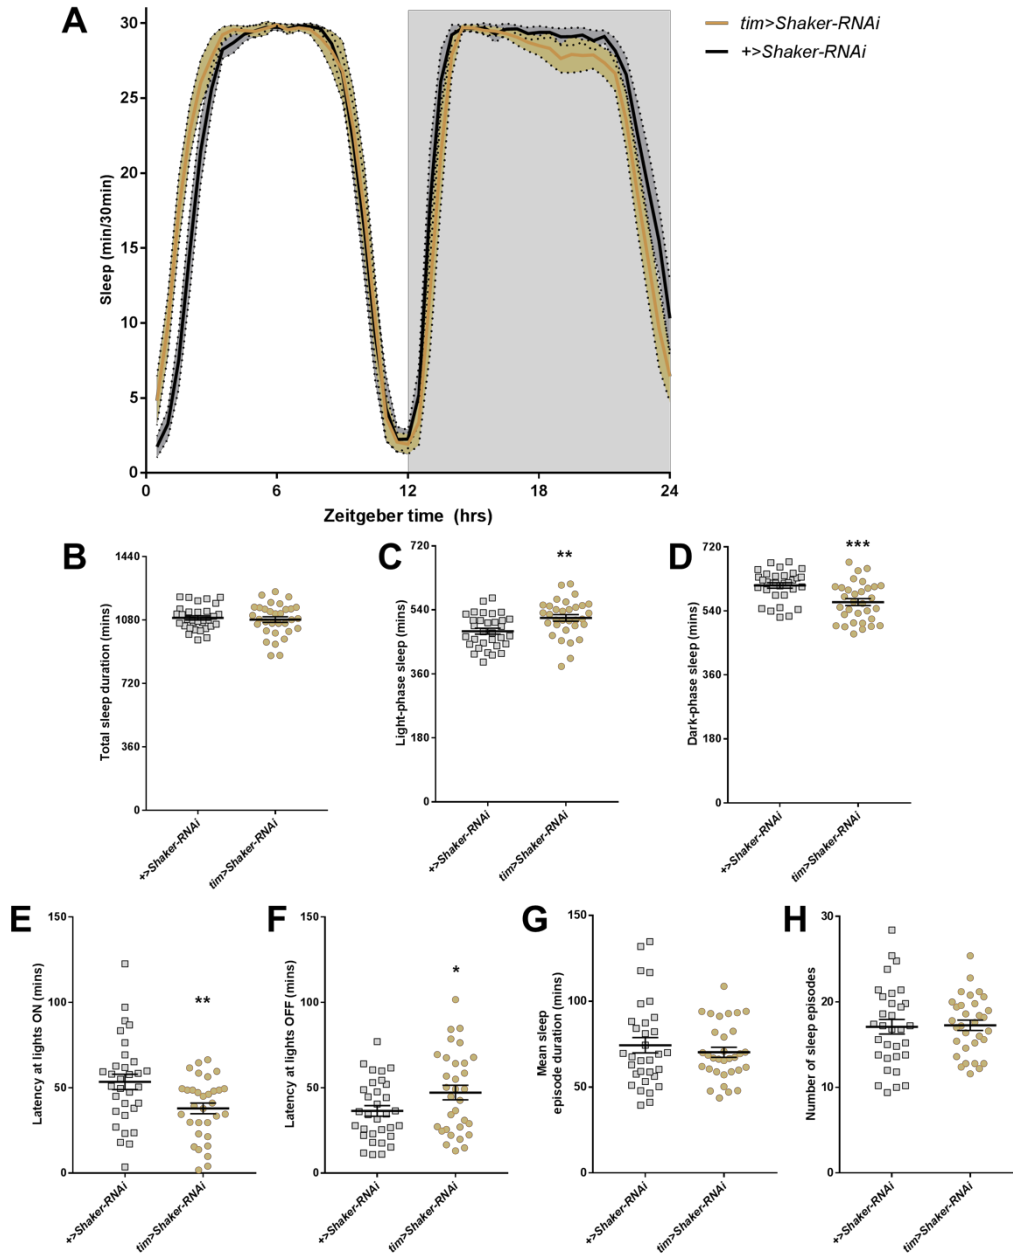 A
tim>Shaker-RNAi
+>Shaker-RNAi
30
25
30
15
10
5
0
Sleep (min/30min)
0
6
12
18
24
Zeitgeber time (hrs)
B
1440
1080
720
360
0
Total sleep duration (mins)
+>Shaker-RNAi
tim>Shaker-RNAi
C
**
720
540
360
180
0
Light-phase sleep (mins)
+>Shaker-RNAi
tim>Shaker-RNAi
D
***
720
540
360
180
0
Dark-phase sleep (mins)
+>Shaker-RNAi
tim>Shaker-RNAi
E
**
150
100
50
0
Latency at lights ON (mins)
+>Shaker-RNAi
tim>Shaker-RNAi
F
*
150
100
50
0
Latency at lights OFF (mins)
+>Shaker-RNAi
tim>Shaker-RNAi
G
150
100
50
0
Mean sleep
episode duration (mins)
+>Shaker-RNAi
tim>Shaker-RNAi
H
30
20
10
0
Number of sleep episodes
+>Shaker-RNAi
tim>Shaker-RNAi